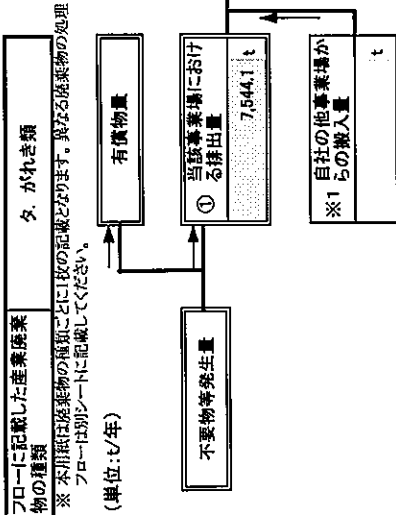 フローに記載した産業廃棄
物の種類
タ. がれき類
※ 本用紙は廃棄物の種類ごとに1枚の記載となります。異なる廃棄物の処理
フローは別シートに記載してください。
(単位:t/年)
不要物等発生量
有償物量
① 当該事業場におけ
る排出量
7,544.1 t
※1 自社の他事業場か
らの搬入量
t